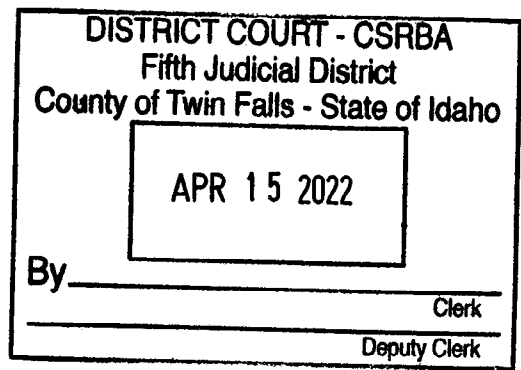 DISTRICT COURT - CSRBA
Fifth Judicial District
County of Twin Falls - State of Idaho
APR 15 2022
By
Clerk
Deputy Clerk